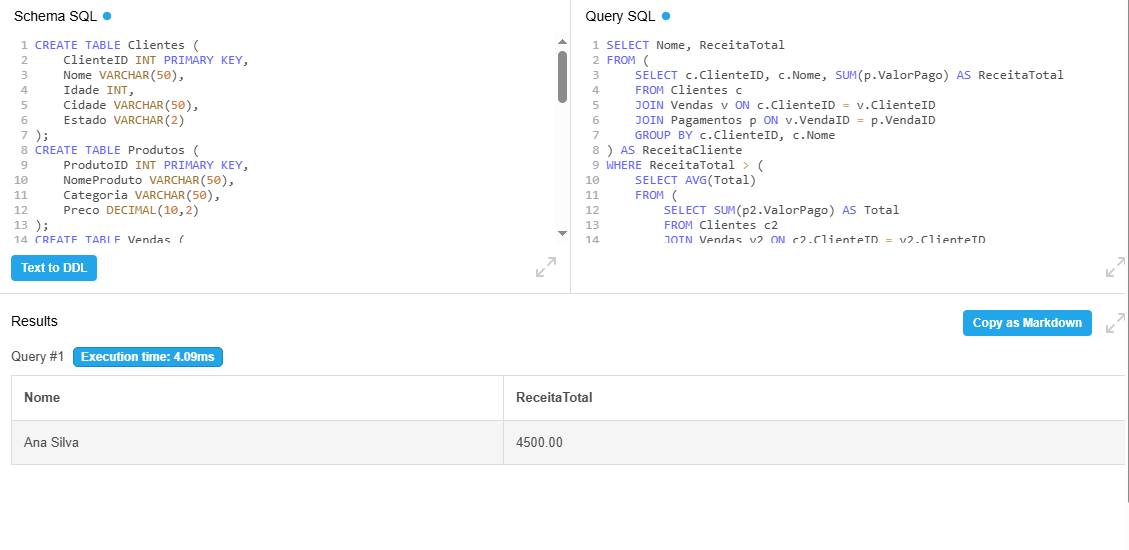 Schema SQL
1 CREATE TABLE Clientes (
2     ClienteID INT PRIMARY KEY,
3     Nome VARCHAR(50),
4     Idade INT,
5     Cidade VARCHAR(50),
6     Estado VARCHAR(2)
7 );
8 CREATE TABLE Produtos (
9     ProdutoID INT PRIMARY KEY,
10     NomeProduto VARCHAR(50),
11     Categoria VARCHAR(50),
12     Preco DECIMAL(10,2)
13 );
14 CREATE TABLE Vendas (
Text to DDL
Query SQL
1 SELECT Nome, ReceitaTotal
2 FROM (
3     SELECT c.ClienteID, c.Nome, SUM(p.ValorPago) AS ReceitaTotal
4     FROM Clientes c
5     JOIN Vendas v ON c.ClienteID = v.ClienteID
6     JOIN Pagamentos p ON v.VendaID = p.VendaID
7     GROUP BY c.ClienteID, c.Nome
8 ) AS ReceitaCliente
9 WHERE ReceitaTotal > (
10     SELECT AVG(Total)
11     FROM (
12         SELECT SUM(p2.ValorPago) AS Total
13         FROM Clientes c2
14         JOIN Vendas v2 ON c2.ClienteID = v2.ClienteID
Results
Copy as Markdown
Query #1 Execution time: 4.09ms
Nome ReceitaTotal
Ana Silva 4500.00